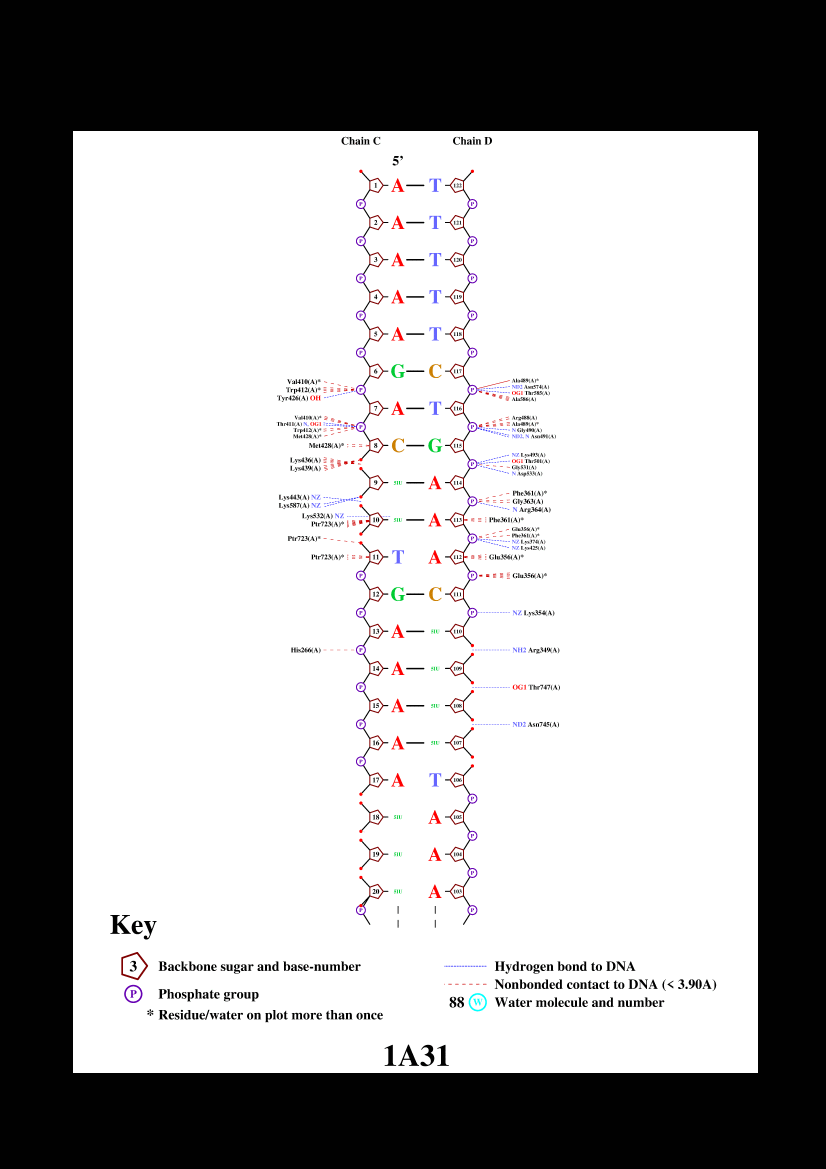 Chain C Chain D
5'
1 A T 122
P P
2 A T 121
P P
3 A T 120
P P
4 A T 119
P P
5 A T 118
P P
6 G C 117
Val410(A)* Ala489(A)*
Trp412(A)* P P ND2 Asn574(A)
Tyr426(A) OH OG1 Thr585(A)
Ala586(A)
7 A T 116
Val410(A)* Arg488(A)
Thr411(A) N, OG1 Ala489(A)*
Trp412(A)* P P N Gly490(A)
Met428(A)* ND2, N Asn491(A)
Met428(A)* 8 C G 115
Lys436(A) NZ Lys493(A)
Lys439(A) P OG1 Thr501(A)
Gly531(A)
N Asp533(A)
9 5IU A 114
Lys443(A) NZ Phe361(A)*
Lys587(A) NZ P Gly363(A)
N Arg364(A)
Lys532(A) NZ
Ptr723(A)* 10 5IU A 113 Phe361(A)*
Glu356(A)*
Ptr723(A)* P Phe361(A)*
NZ Lys374(A)
NZ Lys425(A)
Ptr723(A)* 11 T A 112 Glu356(A)*
P P Glu356(A)*
12 G C 111
P P NZ Lys354(A)
13 A 5IU 110
His266(A) P NH2 Arg349(A)
14 A 5IU 109
P OG1 Thr747(A)
15 A 5IU 108
P ND2 Asn745(A)
16 A 5IU 107
P
17 A T 106
P
18 5IU A 105
P
19 5IU A 104
P
20 5IU A 103
P P
Key
3 Backbone sugar and base-number
P Phosphate group
* Residue/water on plot more than once
Hydrogen bond to DNA
Nonbonded contact to DNA (< 3.90A)
88 W Water molecule and number
1A31